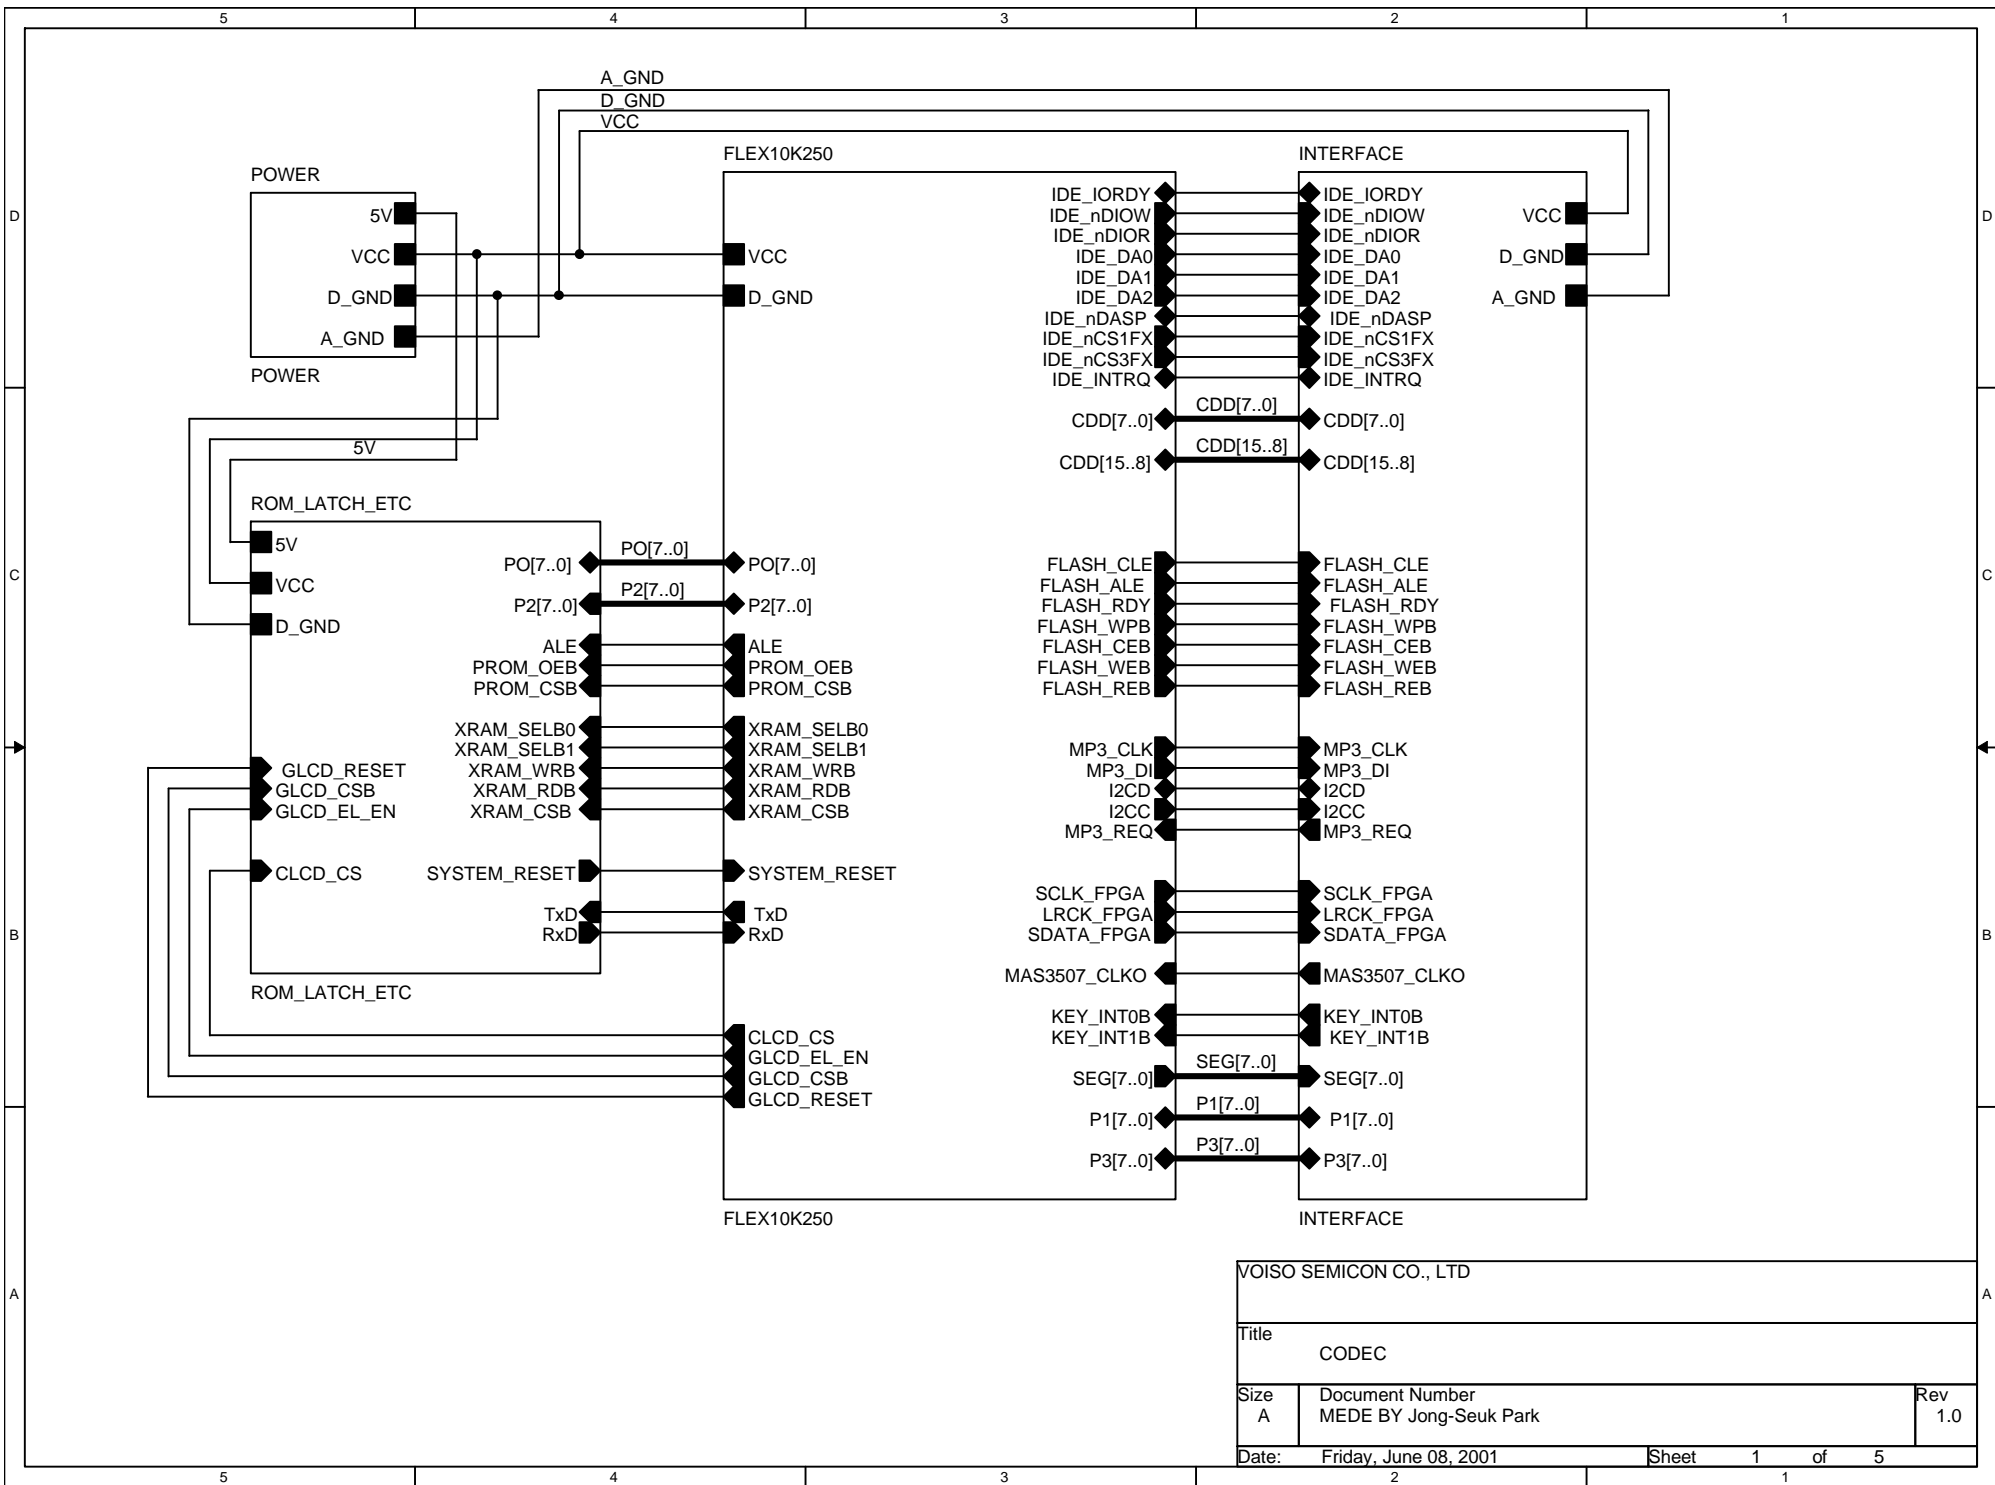 5 4 3 2 1
A_GND
D_GND
VCC
FLEX10K250
INTERFACE
POWER
5V
VCC
D_GND
A_GND
POWER
VCC
D_GND
IDE_IORDY
IDE_nDIOW
IDE_nDIOR
IDE_DA0
IDE_DA1
IDE_DA2
IDE_nDASP
IDE_nCS1FX
IDE_nCS3FX
IDE_INTRQ
CDD[7..0]
CDD[15..8]
CDD[7..0]
CDD[15..8]
IDE_IORDY
IDE_nDIOW
IDE_nDIOR
IDE_DA0
IDE_DA1
IDE_DA2
IDE_nDASP
IDE_nCS1FX
IDE_nCS3FX
IDE_INTRQ
CDD[7..0]
CDD[15..8]
VCC
D_GND
A_GND
D
D
5V
ROM_LATCH_ETC
5V
VCC
D_GND
GLCD_RESET
GLCD_CSB
GLCD_EL_EN
CLCD_CS
PO[7..0]
P2[7..0]
ALE
PROM_OEB
PROM_CSB
XRAM_SELB0
XRAM_SELB1
XRAM_WRB
XRAM_RDB
XRAM_CSB
SYSTEM_RESET
TxD
RxD
ROM_LATCH_ETC
PO[7..0]
P2[7..0]
PO[7..0]
P2[7..0]
ALE
PROM_OEB
PROM_CSB
XRAM_SELB0
XRAM_SELB1
XRAM_WRB
XRAM_RDB
XRAM_CSB
SYSTEM_RESET
TxD
RxD
CLCD_CS
GLCD_EL_EN
GLCD_CSB
GLCD_RESET
FLASH_CLE
FLASH_ALE
FLASH_RDY
FLASH_WPB
FLASH_CEB
FLASH_WEB
FLASH_REB
MP3_CLK
MP3_DI
I2CD
I2CC
MP3_REQ
SCLK_FPGA
LRCK_FPGA
SDATA_FPGA
MAS3507_CLKO
KEY_INT0B
KEY_INT1B
SEG[7..0]
P1[7..0]
P3[7..0]
SEG[7..0]
P1[7..0]
P3[7..0]
FLASH_CLE
FLASH_ALE
FLASH_RDY
FLASH_WPB
FLASH_CEB
FLASH_WEB
FLASH_REB
MP3_CLK
MP3_DI
I2CD
I2CC
MP3_REQ
SCLK_FPGA
LRCK_FPGA
SDATA_FPGA
MAS3507_CLKO
KEY_INT0B
KEY_INT1B
SEG[7..0]
P1[7..0]
P3[7..0]
C
C
B
B
FLEX10K250
INTERFACE
A
A
VOISO SEMICON CO., LTD
Title
CODEC
Size
A
Document Number
MEDE BY Jong-Seuk Park
Rev
1.0
Date: Friday, June 08, 2001
Sheet 1 of 5
5 4 3 2 1